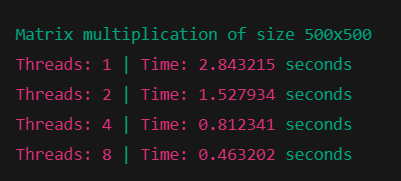 Matrix multiplication of size 500x500
Threads: 1 | Time: 2.843215 seconds
Threads: 2 | Time: 1.527934 seconds
Threads: 4 | Time: 0.812341 seconds
Threads: 8 | Time: 0.463202 seconds